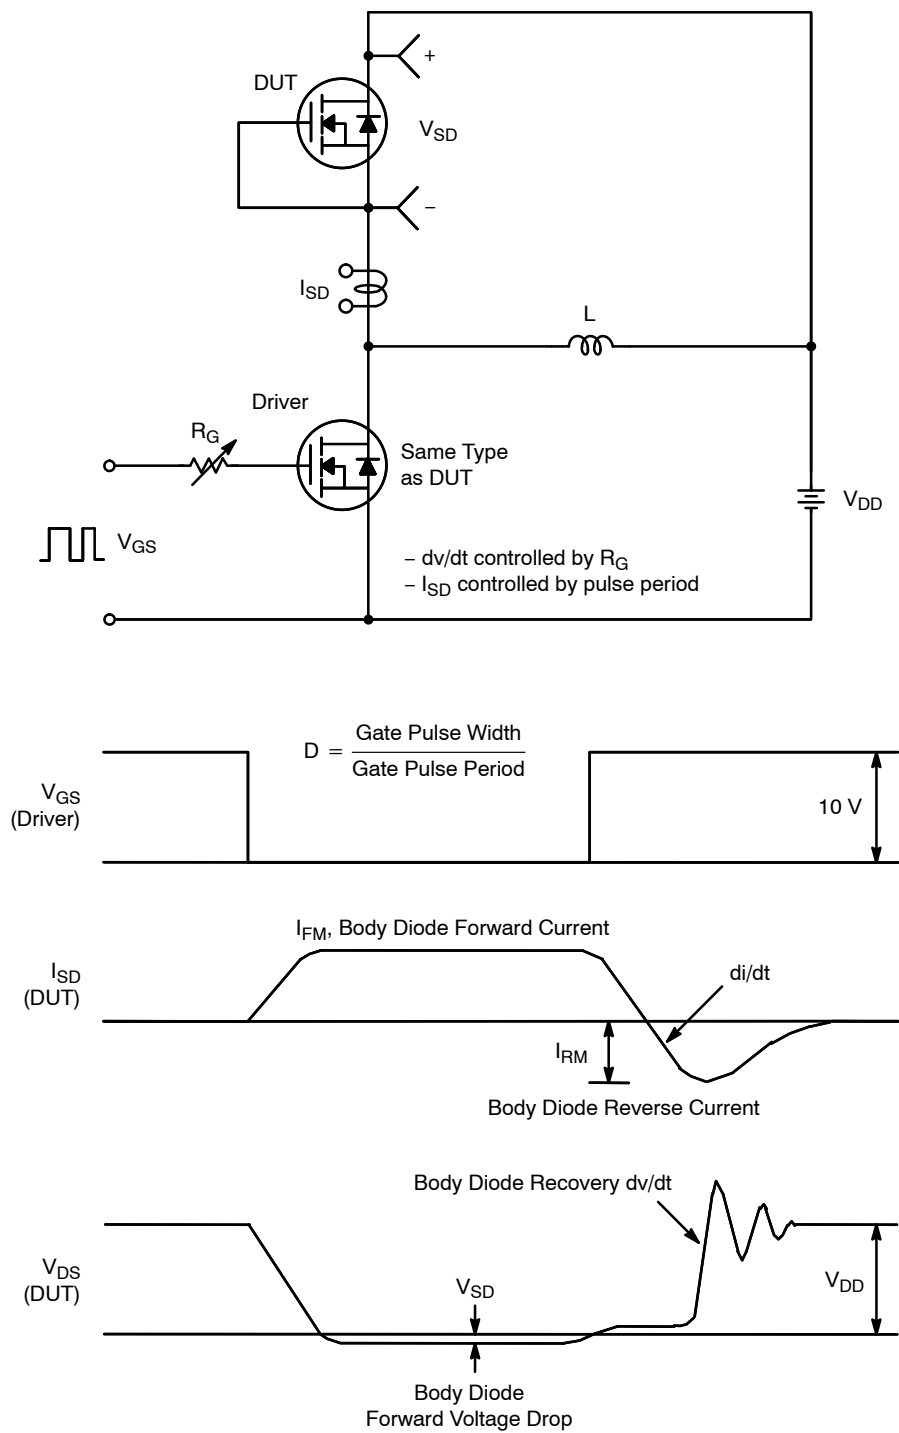 +
DUT
V_SD
−
I_SD
L
Driver
R_G
Same Type
as DUT
V_DD
V_GS
− dv/dt controlled by R_G
− I_SD controlled by pulse period
D = Gate Pulse Width
Gate Pulse Period
V_GS
(Driver)
10 V
I_FM, Body Diode Forward Current
I_SD
(DUT)
di/dt
I_RM
Body Diode Reverse Current
Body Diode Recovery dv/dt
V_DS
(DUT)
V_SD
V_DD
Body Diode
Forward Voltage Drop